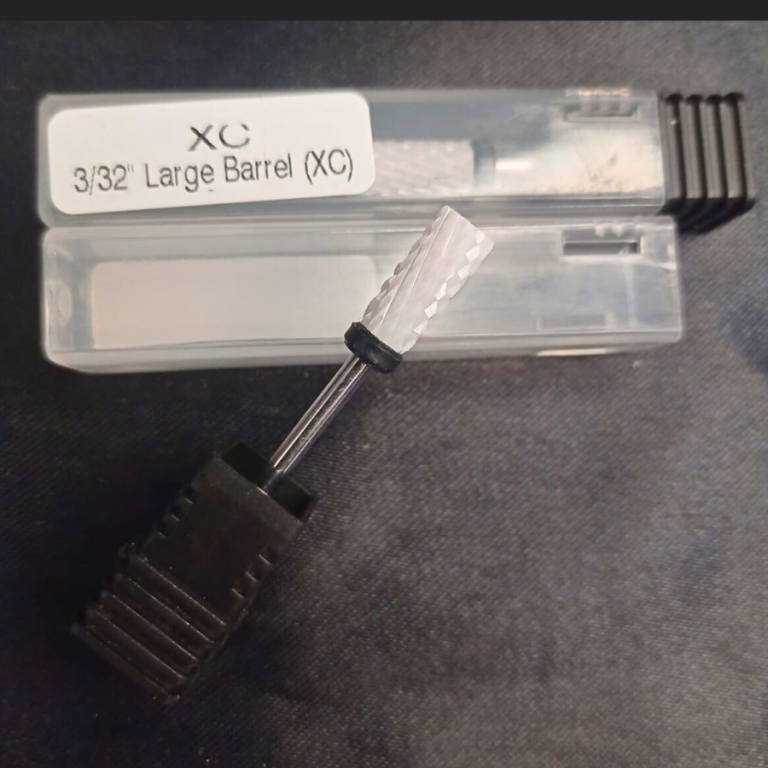 XC
3/32" Large Barrel (XC)